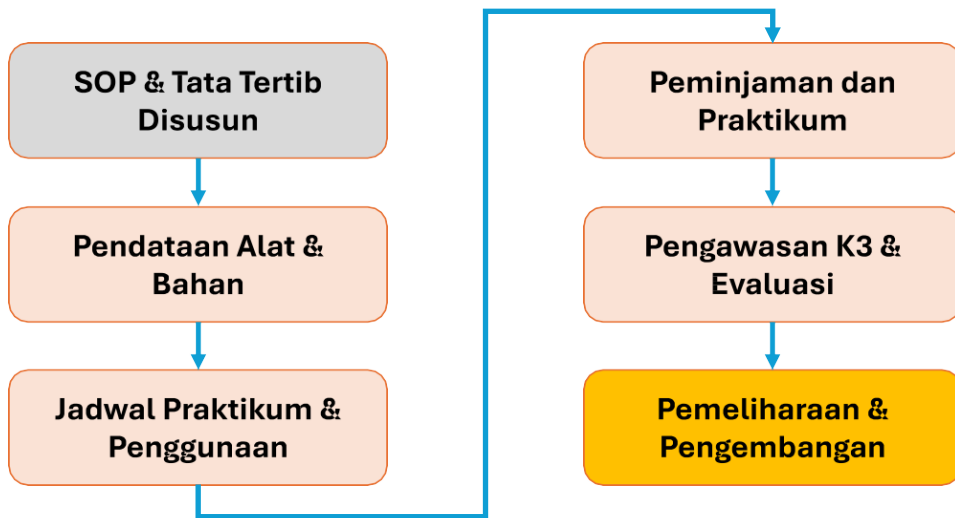 SOP & Tata Tertib
Disusun
Pendataan Alat &
Bahan
Jadwal Praktikum &
Penggunaan
Peminjaman dan
Praktikum
Pengawasan K3 &
Evaluasi
Pemeliharaan &
Pengembangan